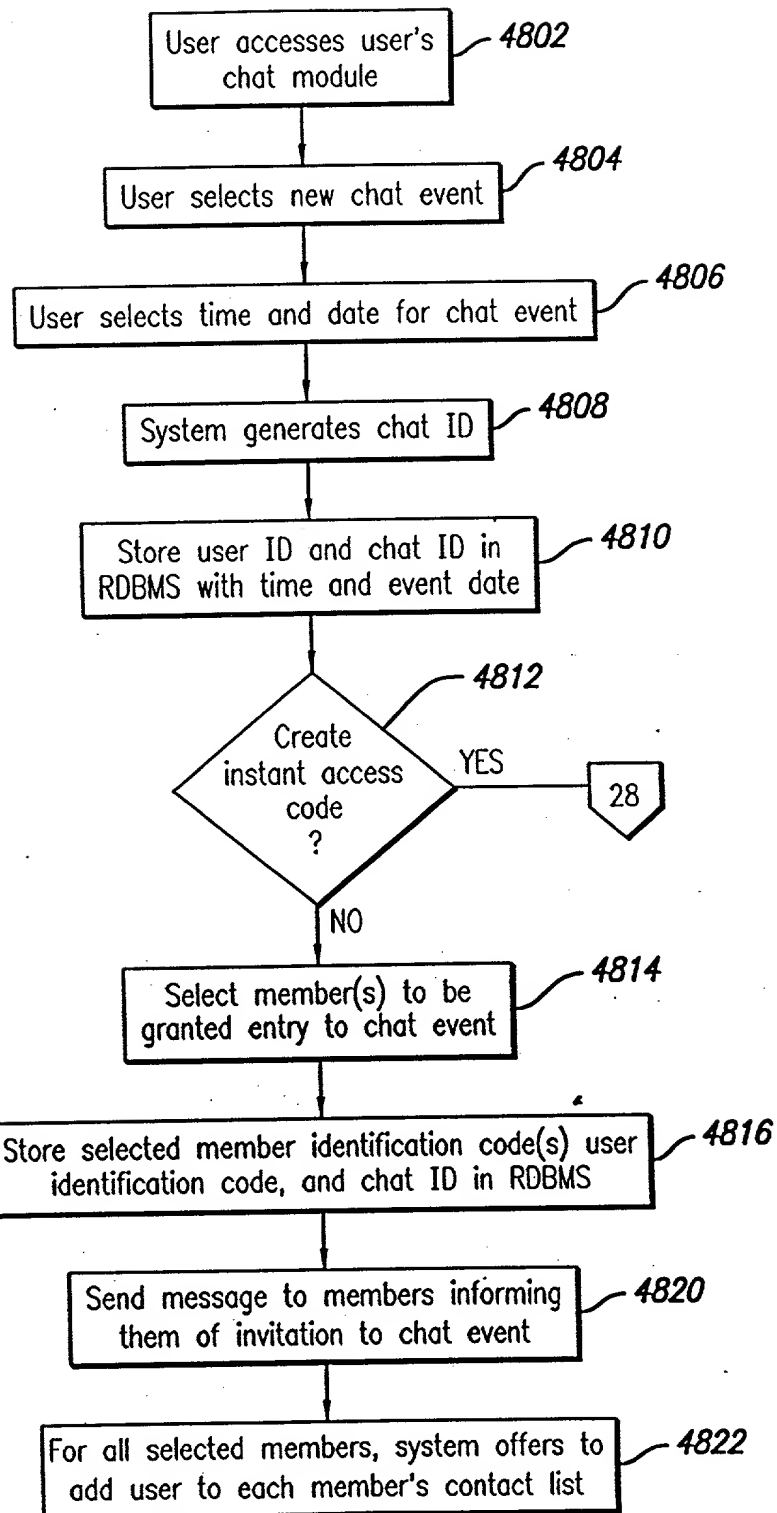 User accesses user's
chat module
4802
User selects new chat event
4804
User selects time and date for chat event
4806
System generates chat ID
4808
Store user ID and chat ID in
RDBMS with time and event date
4810
Create
instant access
code
?
4812
YES
28
NO
Select member(s) to be
granted entry to chat event
4814
Store selected member identification code(s) user
identification code, and chat ID in RDBMS
4816
Send message to members informing
them of invitation to chat event
4820
For all selected members, system offers to
add user to each member's contact list
4822